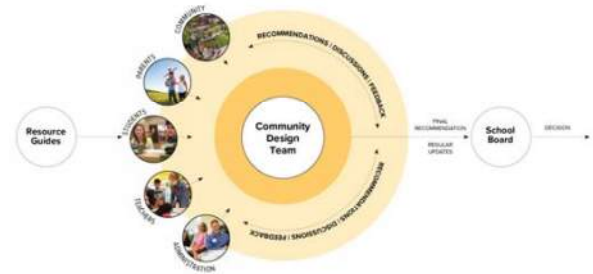 COMMUNITY
PARENTS
STUDENTS
TEACHERS
ADMINISTRATION
Resource
Guides
RECOMMENDATIONS | DISCUSSIONS | FEEDBACK
Community
Design
Team
RECOMMENDATIONS | DISCUSSIONS | FEEDBACK
FINAL
RECOMMENDATION
REGULAR
UPDATES
School
Board
DECISION